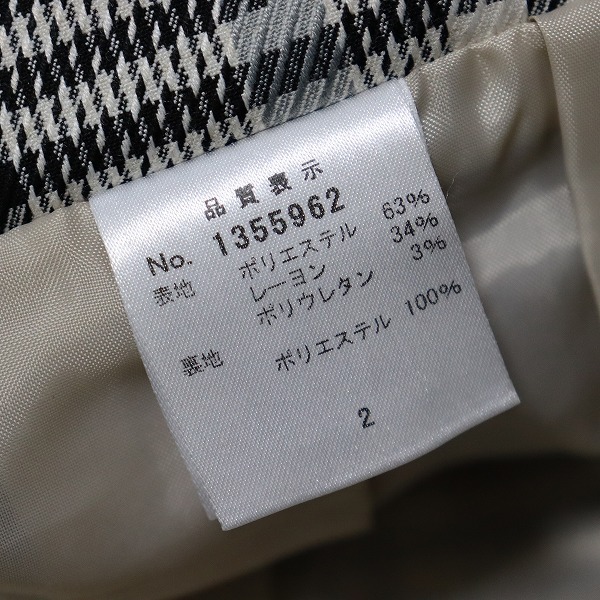 品質表示
No. 1355962
表地 ポリエステル 63%
レーヨン 34%
ポリウレタン 3%
裏地 ポリエステル 100%
2